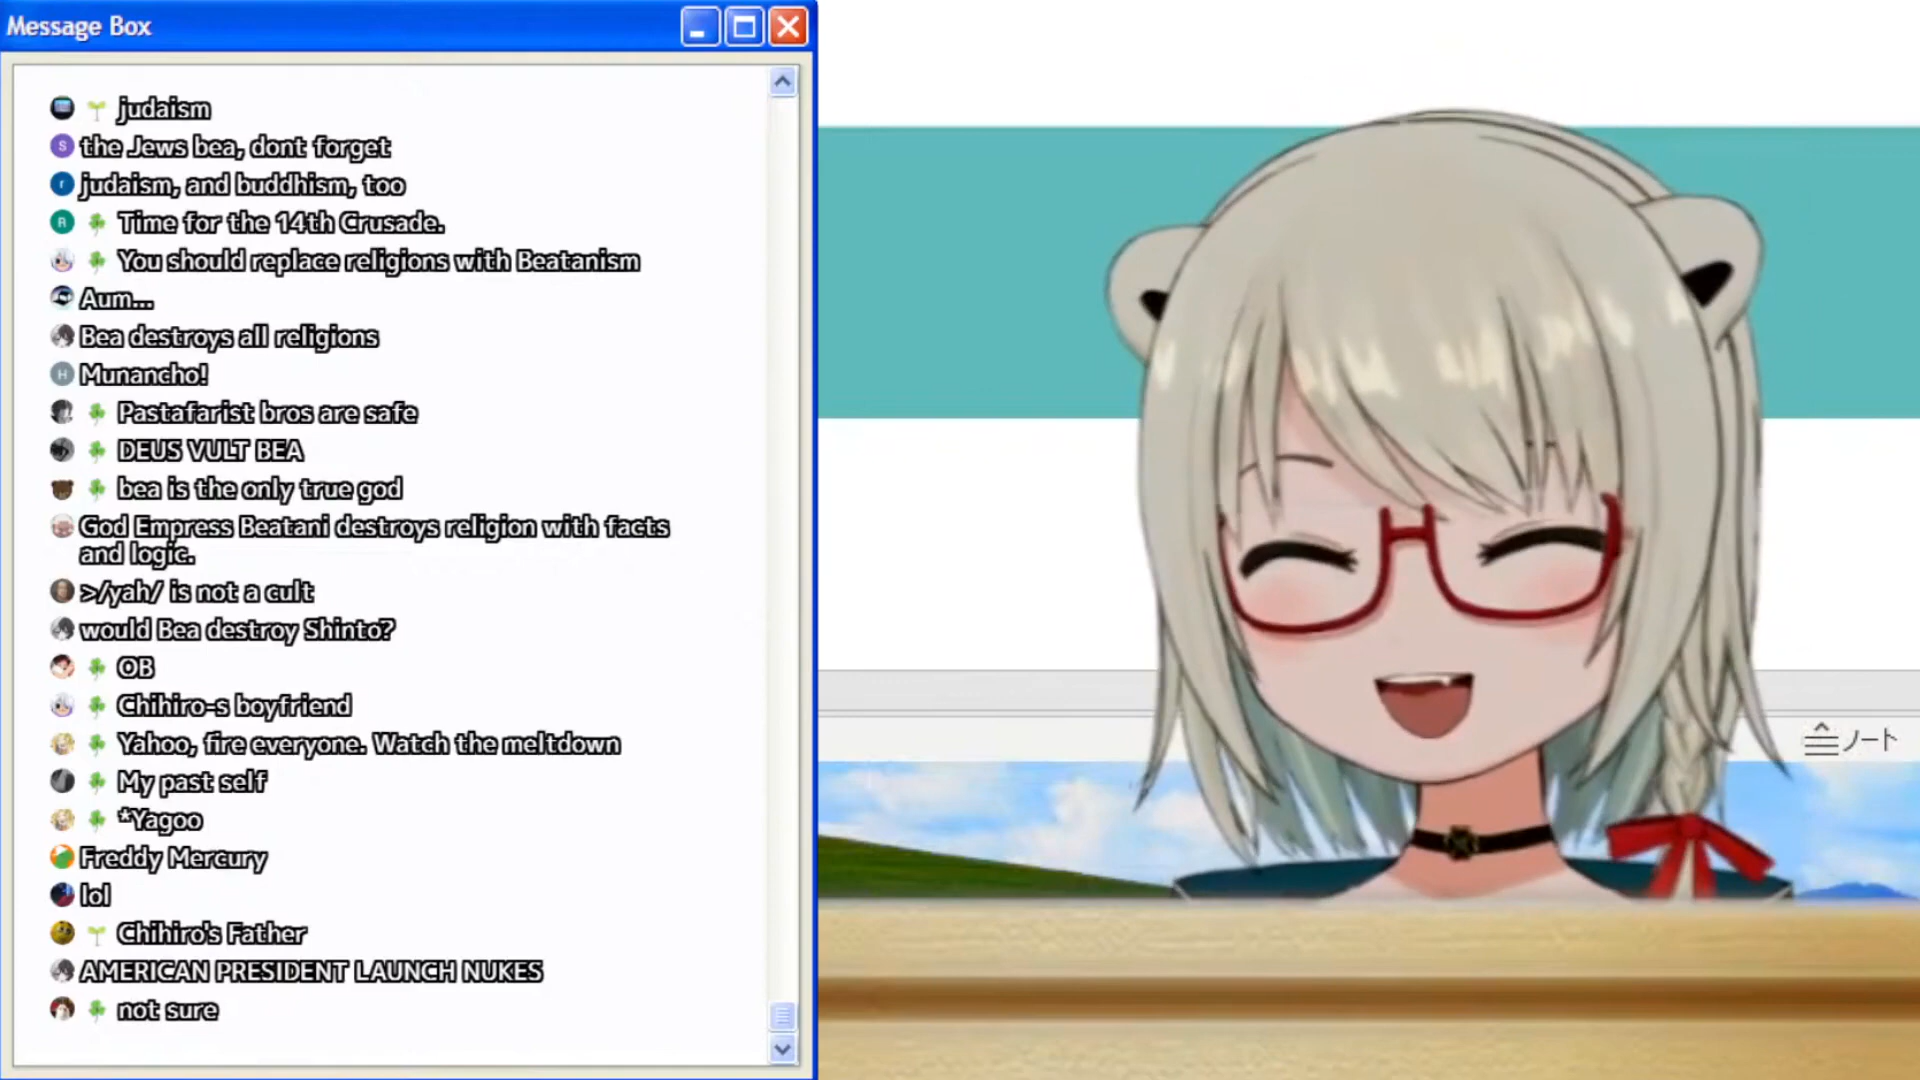 Message Box
judaism
S the Jews bea, dont forget
r judaism, and buddhism, too
R Time for the 14th Crusade.
You should replace religions with Beatanism
Aum...
Bea destroys all religions
H Munancho!
Pastafarist bros are safe
DEUS VULT BEA
bea is the only true god
God Empress Beatani destroys religion with facts
and logic.
>/yah/ is not a cult
would Bea destroy Shinto?
OB
Chihiro-s boyfriend
Yahoo, fire everyone. Watch the meltdown
My past self
*Yagoo
Freddy Mercury
lol
Chihiro's Father
AMERICAN PRESIDENT LAUNCH NUKES
not sure
ノート